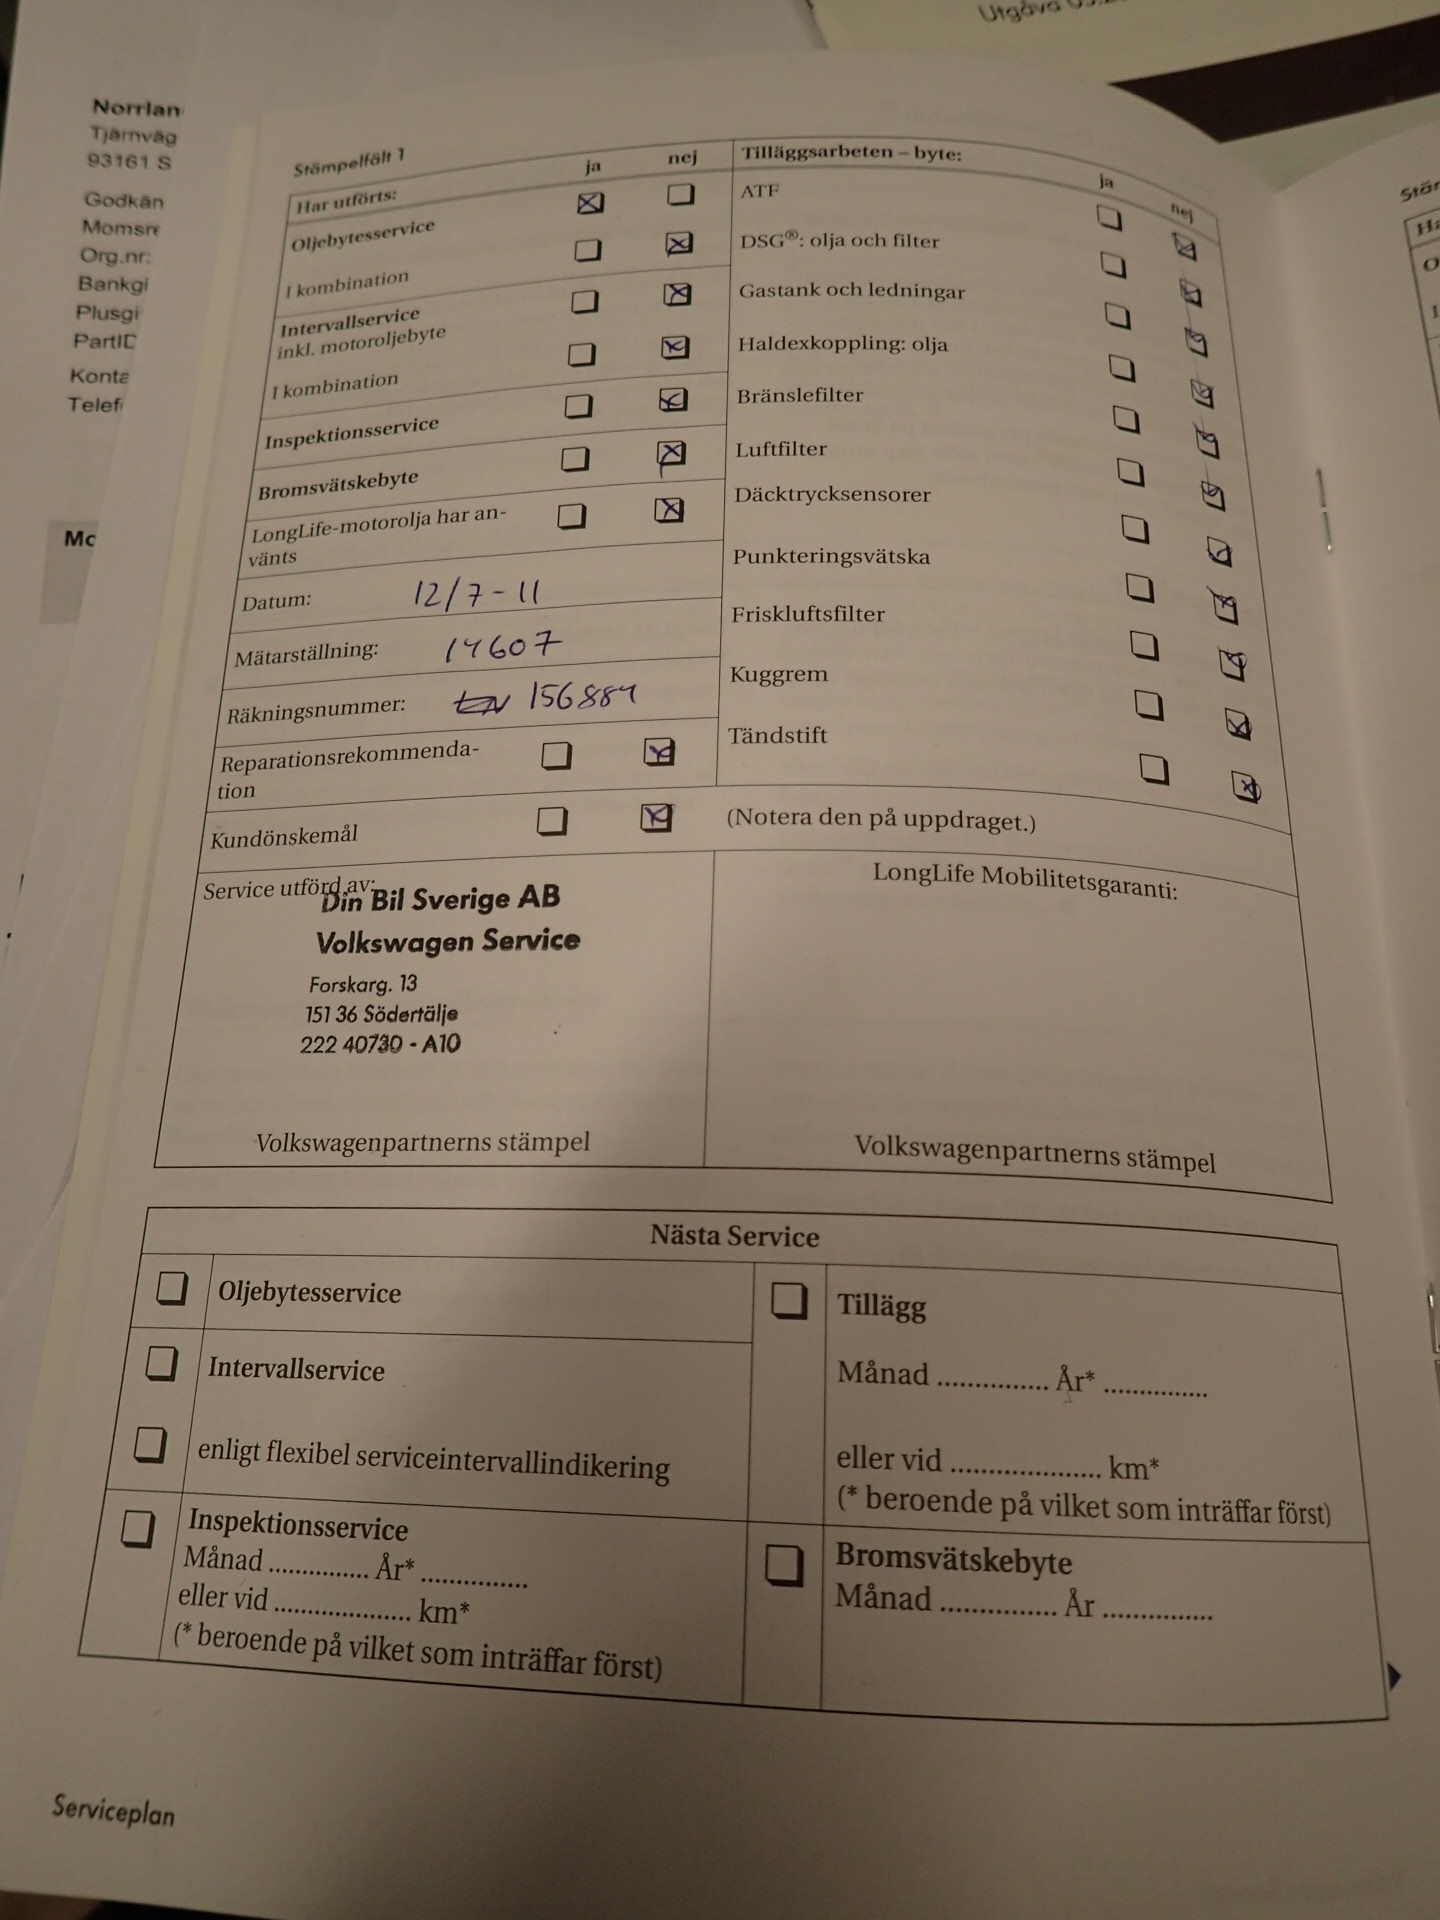 Utgåva
Norrlan
Tjärnväg
93161 S
Godkän
Momsre
Org.nr:
Bankgi
Plusgi
PartID
Konta
Telef
Mc
Stämpelfält 1
ja
nej
Har utförts:
Oljebytesservice
I kombination
Intervallservice
inkl. motoroljebyte
I kombination
Inspektionsservice
Bromsvätskebyte
LongLife-motorolja har an-
vänts
Datum: 12/7-11
Mätarställning: 14607
Räkningsnummer: 156884
Reparationsrekommenda-
tion
Kundönskemål
Tilläggsarbeten – byte:
ja
nej
ATF
DSG®: olja och filter
Gastank och ledningar
Haldexkoppling: olja
Bränslefilter
Luftfilter
Däcktrycksensorer
Punkteringsvätska
Friskluftsfilter
Kuggrem
Tändstift
(Notera den på uppdraget.)
Service utförd av:
Din Bil Sverige AB
Volkswagen Service
Forskarg. 13
151 36 Södertälje
222 40730 - A10
Volkswagenpartnerns stämpel
LongLife Mobilitetsgaranti:
Volkswagenpartnerns stämpel
Nästa Service
Oljebytesservice
Intervallservice
enligt flexibel serviceintervallindikering
Inspektionsservice
Månad ............... År* ...............
eller vid .................... km*
(* beroende på vilket som inträffar först)
Tillägg
Månad ............... År* ...............
eller vid .................... km*
(* beroende på vilket som inträffar först)
Bromsvätskebyte
Månad ............... År ...............
Serviceplan